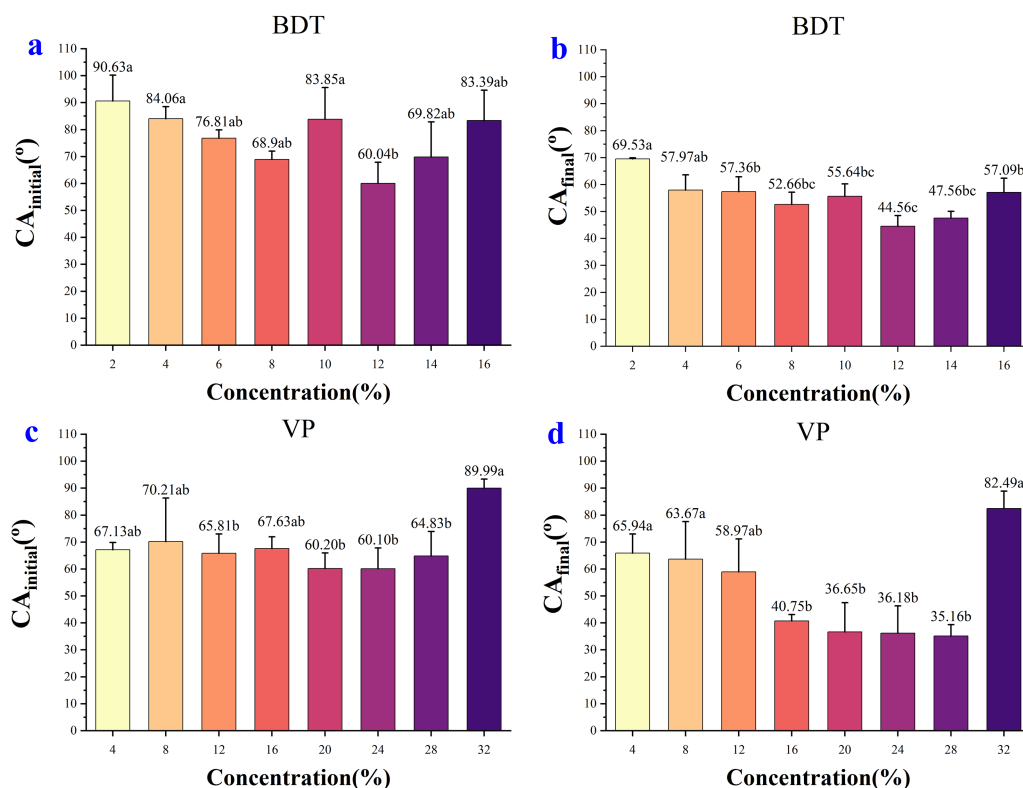 a
BDT
CAinitial(°)
110
100
90
80
70
60
50
40
30
20
10
0
90.63a
84.06a
76.81ab
68.9ab
83.85a
60.04b
69.82ab
83.39ab
2 4 6 8 10 12 14 16
Concentration(%)
b
BDT
CAfinal(°)
110
100
90
80
70
60
50
40
30
20
10
0
69.53a
57.97ab
57.36b
52.66bc
55.64bc
44.56c
47.56bc
57.09b
2 4 6 8 10 12 14 16
Concentration(%)
c
VP
CAinitial(°)
110
100
90
80
70
60
50
40
30
20
10
0
67.13ab
70.21ab
65.81b
67.63ab
60.20b
60.10b
64.83b
89.99a
4 8 12 16 20 24 28 32
Concentration(%)
d
VP
CAfinal(°)
110
100
90
80
70
60
50
40
30
20
10
0
65.94a
63.67a
58.97ab
40.75b
36.65b
36.18b
35.16b
82.49a
4 8 12 16 20 24 28 32
Concentration(%)